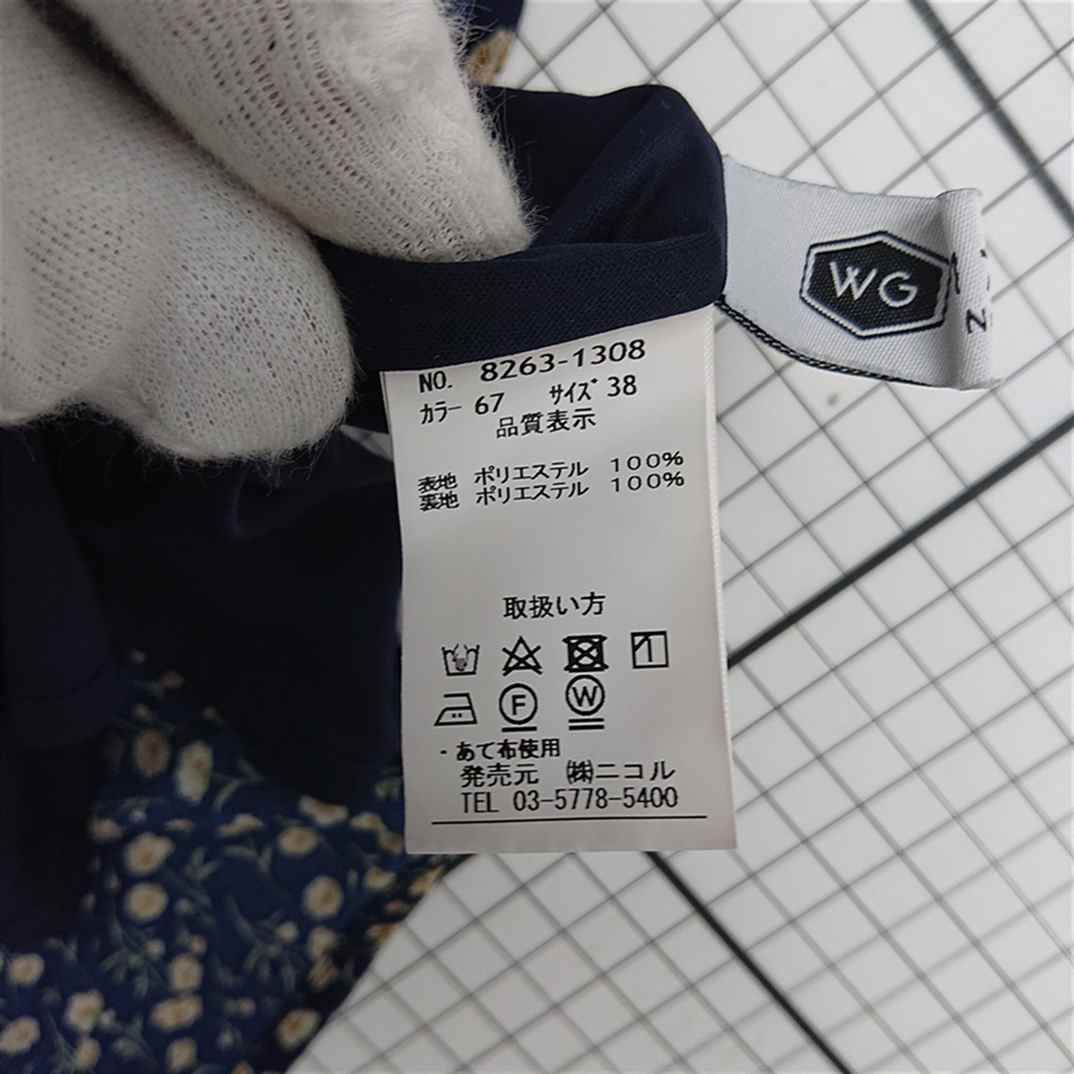 WG
N
NO. 8263-1308
カラー 67 サイズ 38
品質表示
表地 ポリエステル 100%
裏地 ポリエステル 100%
取扱い方
F
W
・あて布使用
発売元 ㈱ニコル
TEL 03-5778-5400